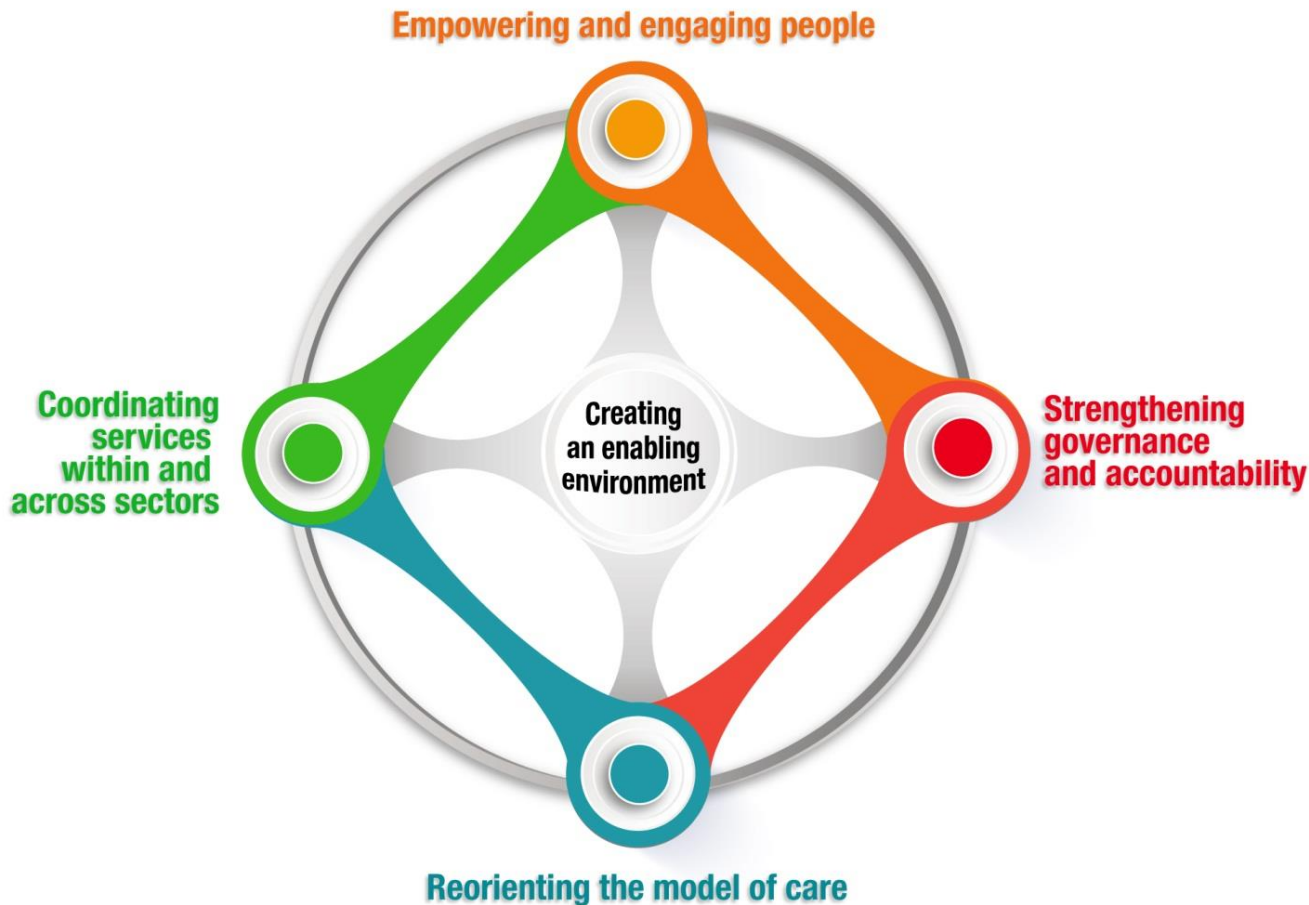 Empowering and engaging people
Coordinating
services
within and
across sectors
Creating
an enabling
environment
Strengthening
governance
and accountability
Reorienting the model of care